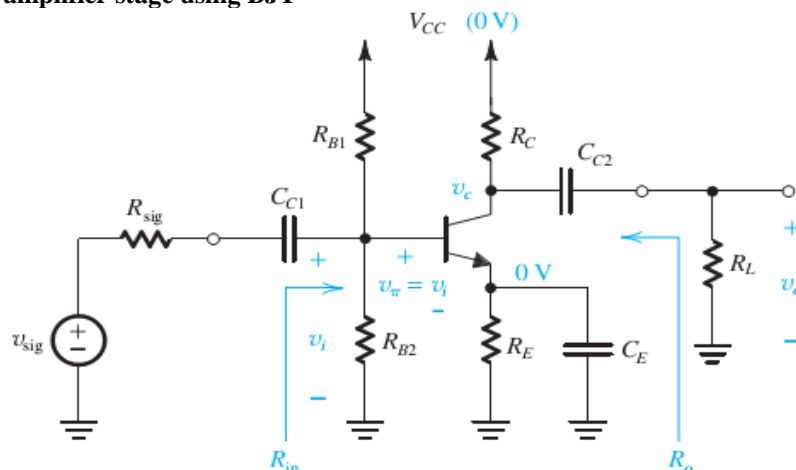 amplifier stage using BJT
V_CC (0 V)
R_B1
R_C
C_C2
v_c
C_C1
R_sig
+
+
+
0 V
v_π = v_i
−
R_L
v_sig
+
−
v_i
R_B2
R_E
C_E
−
−
R_in
R_o